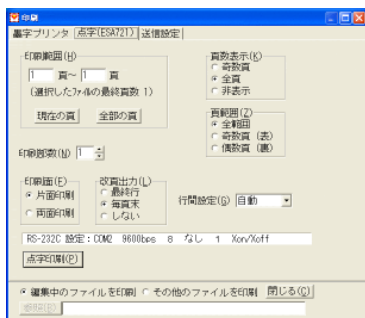 印刷
墨字プリンタ 点字(ESA721) 送信設定
印刷範囲(H)
1 頁～ 1 頁
(選択したファイルの最終頁数 1)
現在の頁 全部の頁
頁数表示(K)
奇数頁
全頁
非表示
頁範囲(Z)
全範囲
奇数頁（表）
偶数頁（裏）
印刷部数(N) 1
印刷面(F)
片面印刷
両面印刷
改頁出力(L)
最終行
毎頁末
しない
行間設定(G) 自動
RS-232C 設定：COM2 9600bps 8 なし 1 Xon/Xoff
点字印刷(P)
編集中のファイルを印刷 その他のファイルを印刷 閉じる(C)
参照(R)